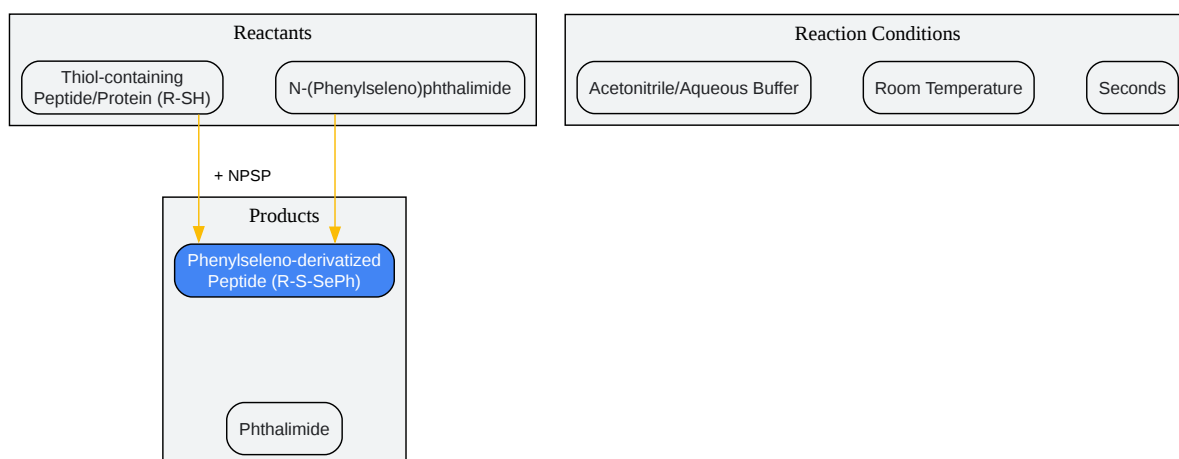 Reactants
Thiol-containing
Peptide/Protein (R-SH)
N-(Phenylseleno)phthalimide
Reaction Conditions
Acetonitrile/Aqueous Buffer
Room Temperature
Seconds
+ NPSP
Products
Phenylseleno-derivatized
Peptide (R-S-SePh)
Phthalimide